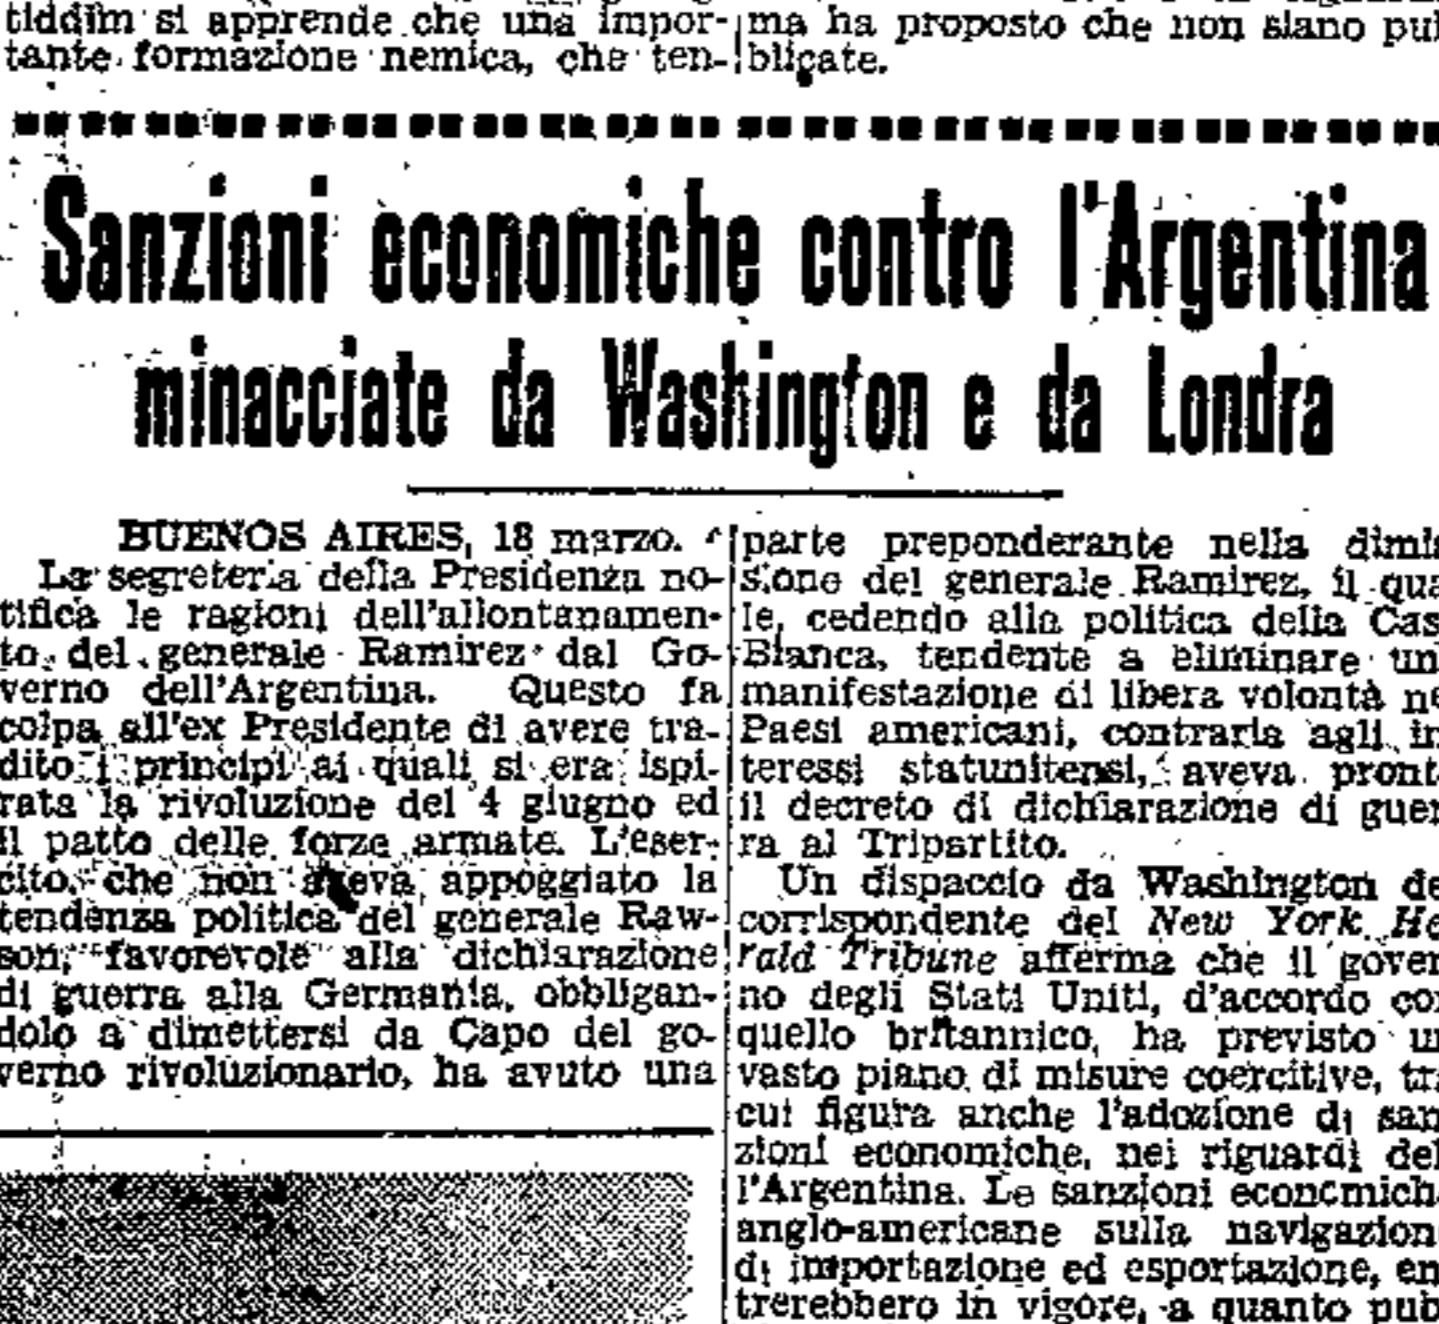 tiddim si apprende che una impor-
tante formazione nemica, che ten-
ma ha proposto che non siano pub
blicate.
Sanzioni economiche contro l'Argentina
minacciate da Washington e da Londra
BUENOS AIRES, 18 marzo.
La segreteria della Presidenza no-
tifica le ragioni dell'allontanamen-
to del generale Ramirez dal Go-
verno dell'Argentina. Questo fa
colpa all'ex Presidente di avere tra-
dito i principi ai quali si era ispi-
rata la rivoluzione del 4 giugno ed
il patto delle forze armate. L'eser-
cito, che non aveva appoggiato la
tendenza politica del generale Raw-
son, favorevole alla dichiarazione
di guerra alla Germania, obbligan-
dolo a dimettersi da Capo del go-
verno rivoluzionario, ha avuto una
parte preponderante nella dimis
sione del generale Ramirez, il qua
le, cedendo alla politica della Cas
Bianca, tendente a eliminare un
manifestazione di libera volontà ne
Paesi americani, contraria agli in
teressi statunitensi, aveva pront
il decreto di dichiarazione di guer
ra al Tripartito.
Un dispaccio da Washington de
corrispondente del New York He
rald Tribune afferma che il gover
no degli Stati Uniti, d'accordo con
quello britannico, ha previsto un
vasto piano di misure coercitive, tra
cui figura anche l'adozione di san
zioni economiche, nei riguardi del
l'Argentina. Le sanzioni economich
anglo-americane sulla navigazion
di importazione ed esportazione, en
trerebbero in vigore, a quanto pub